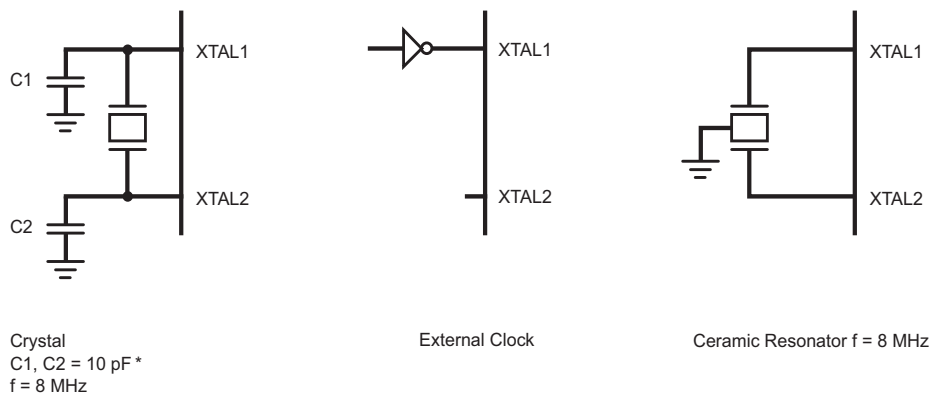 XTAL1
C1
XTAL2
C2
Crystal
C1, C2 = 10 pF *
f = 8 MHz
XTAL1
XTAL2
External Clock
XTAL1
XTAL2
Ceramic Resonator f = 8 MHz